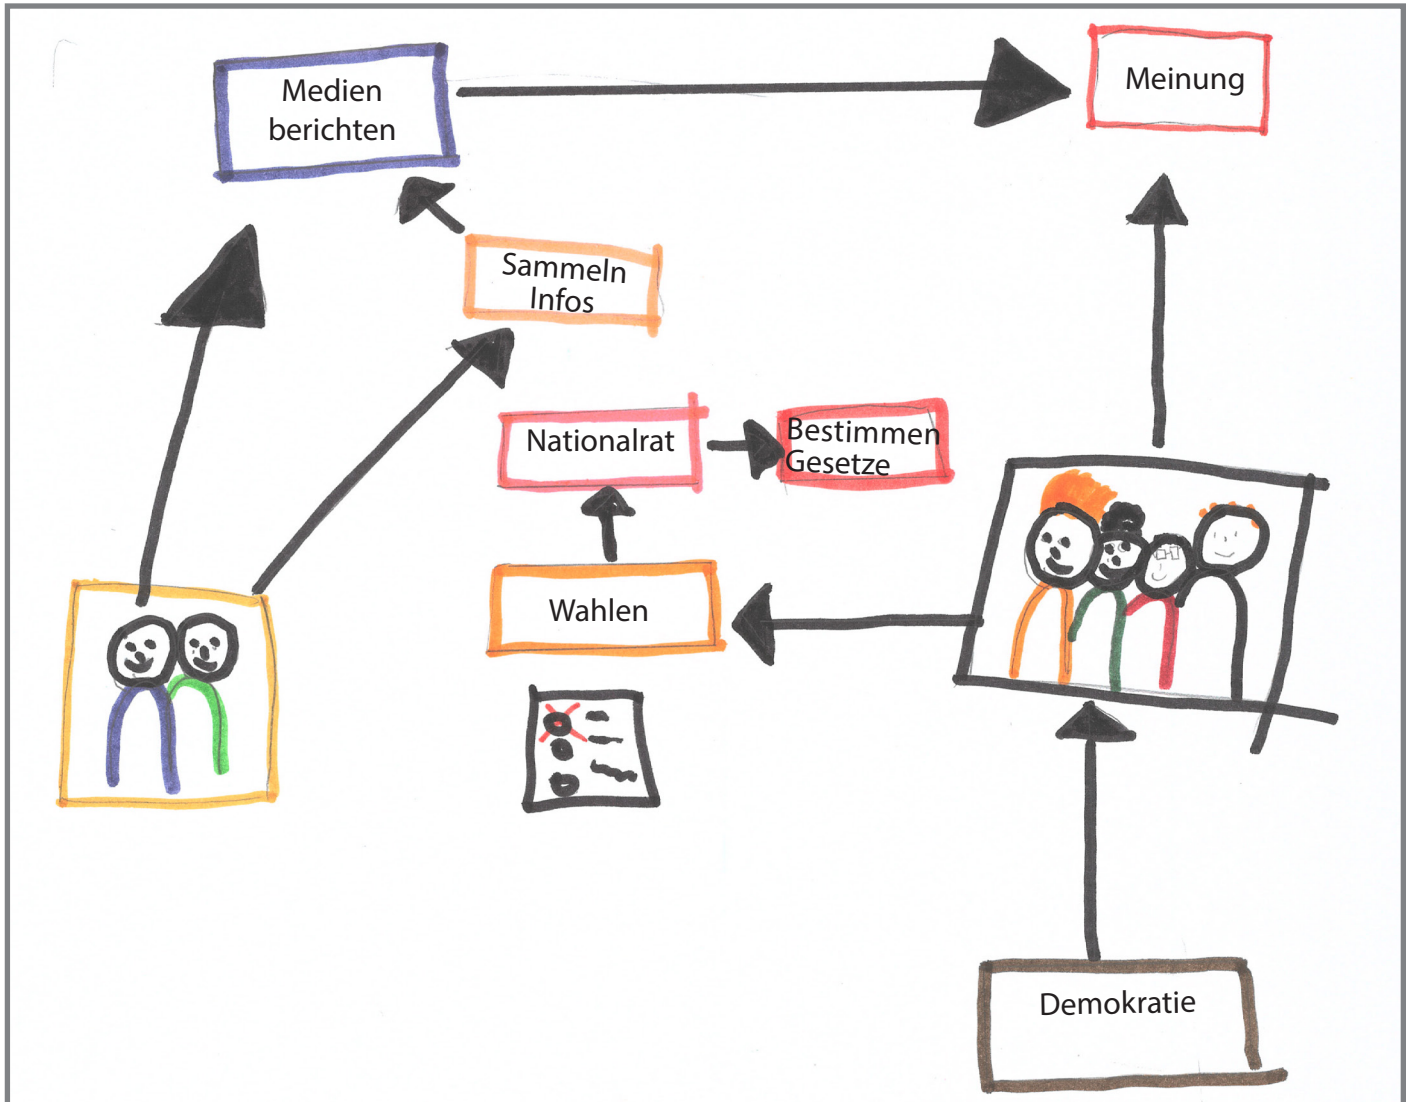 Medien
berichten
Meinung
Sammeln
Infos
Nationalrat
Bestimmen
Gesetze
Wahlen
Demokratie